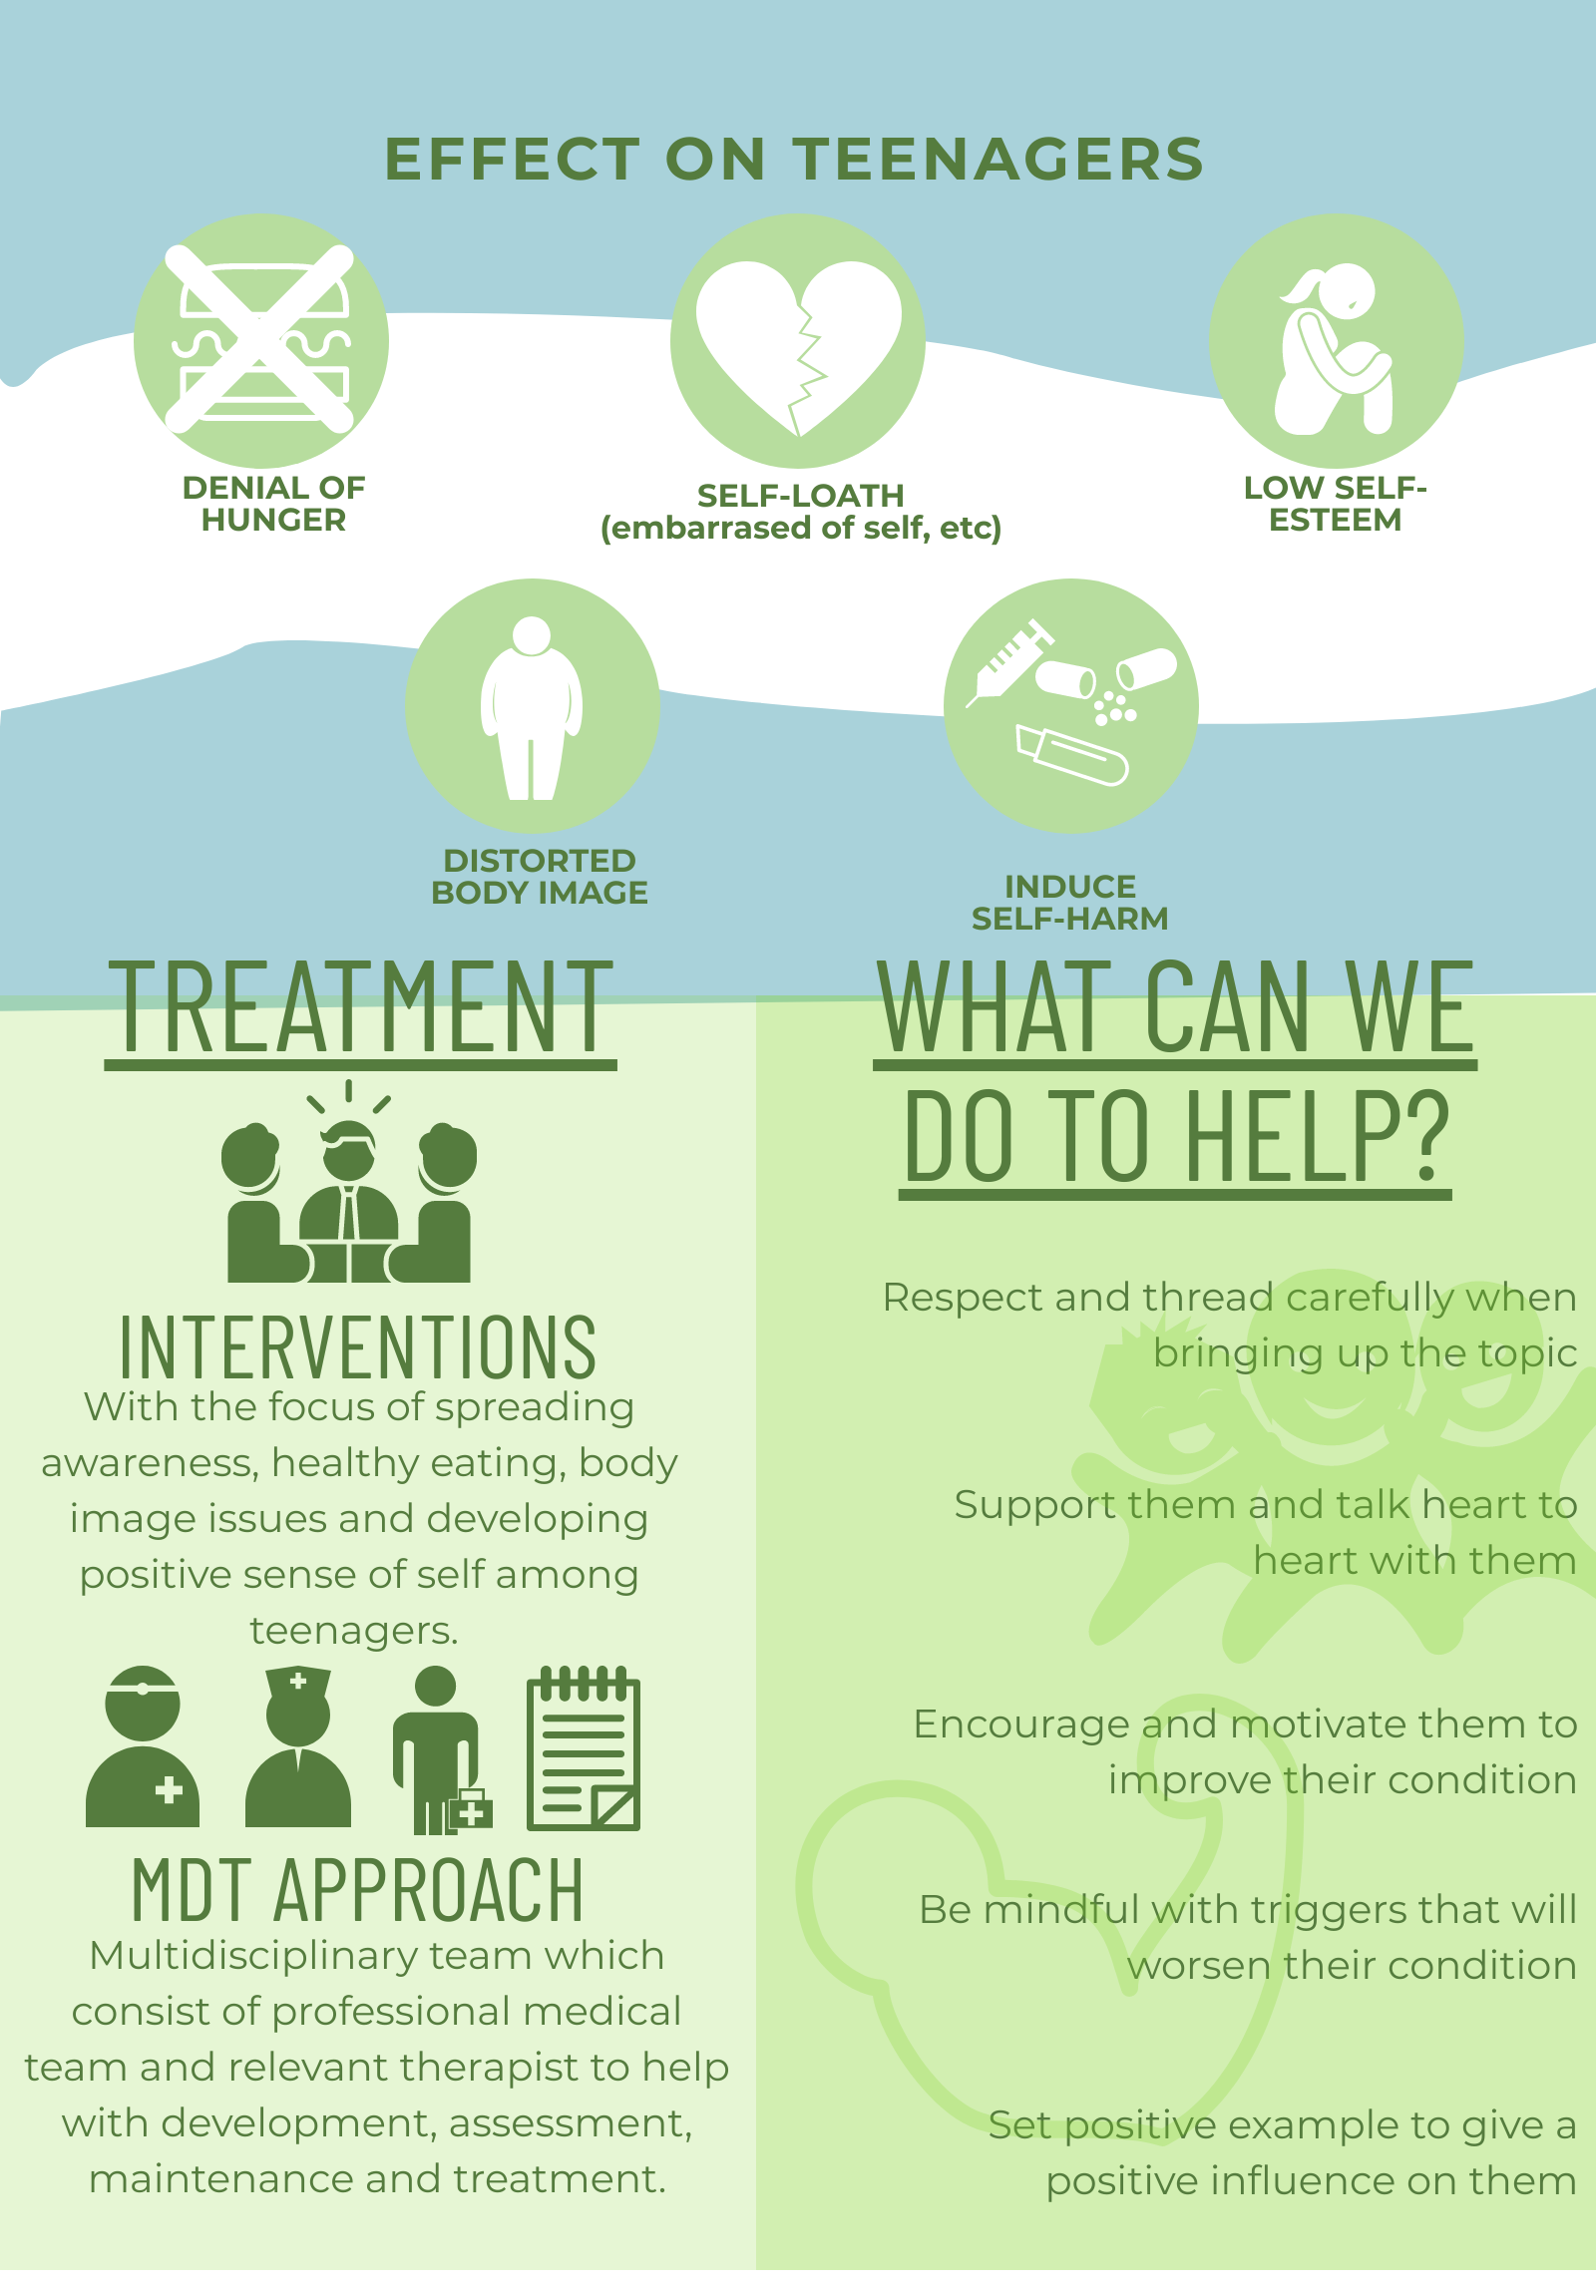 EFFECT ON TEENAGERS
DENIAL OF
HUNGER
SELF-LOATH
(embarrased of self, etc)
LOW SELF-
ESTEEM
DISTORTED
BODY IMAGE
INDUCE
SELF-HARM
TREATMENT
INTERVENTIONS
With the focus of spreading
awareness, healthy eating, body
image issues and developing
positive sense of self among
teenagers.
MDT APPROACH
Multidisciplinary team which
consist of professional medical
team and relevant therapist to help
with development, assessment,
maintenance and treatment.
WHAT CAN WE
DO TO HELP?
Respect and thread carefully when
bringing up the topic
Support them and talk heart to
heart with them
Encourage and motivate them to
improve their condition
Be mindful with triggers that will
worsen their condition
Set positive example to give a
positive influence on them